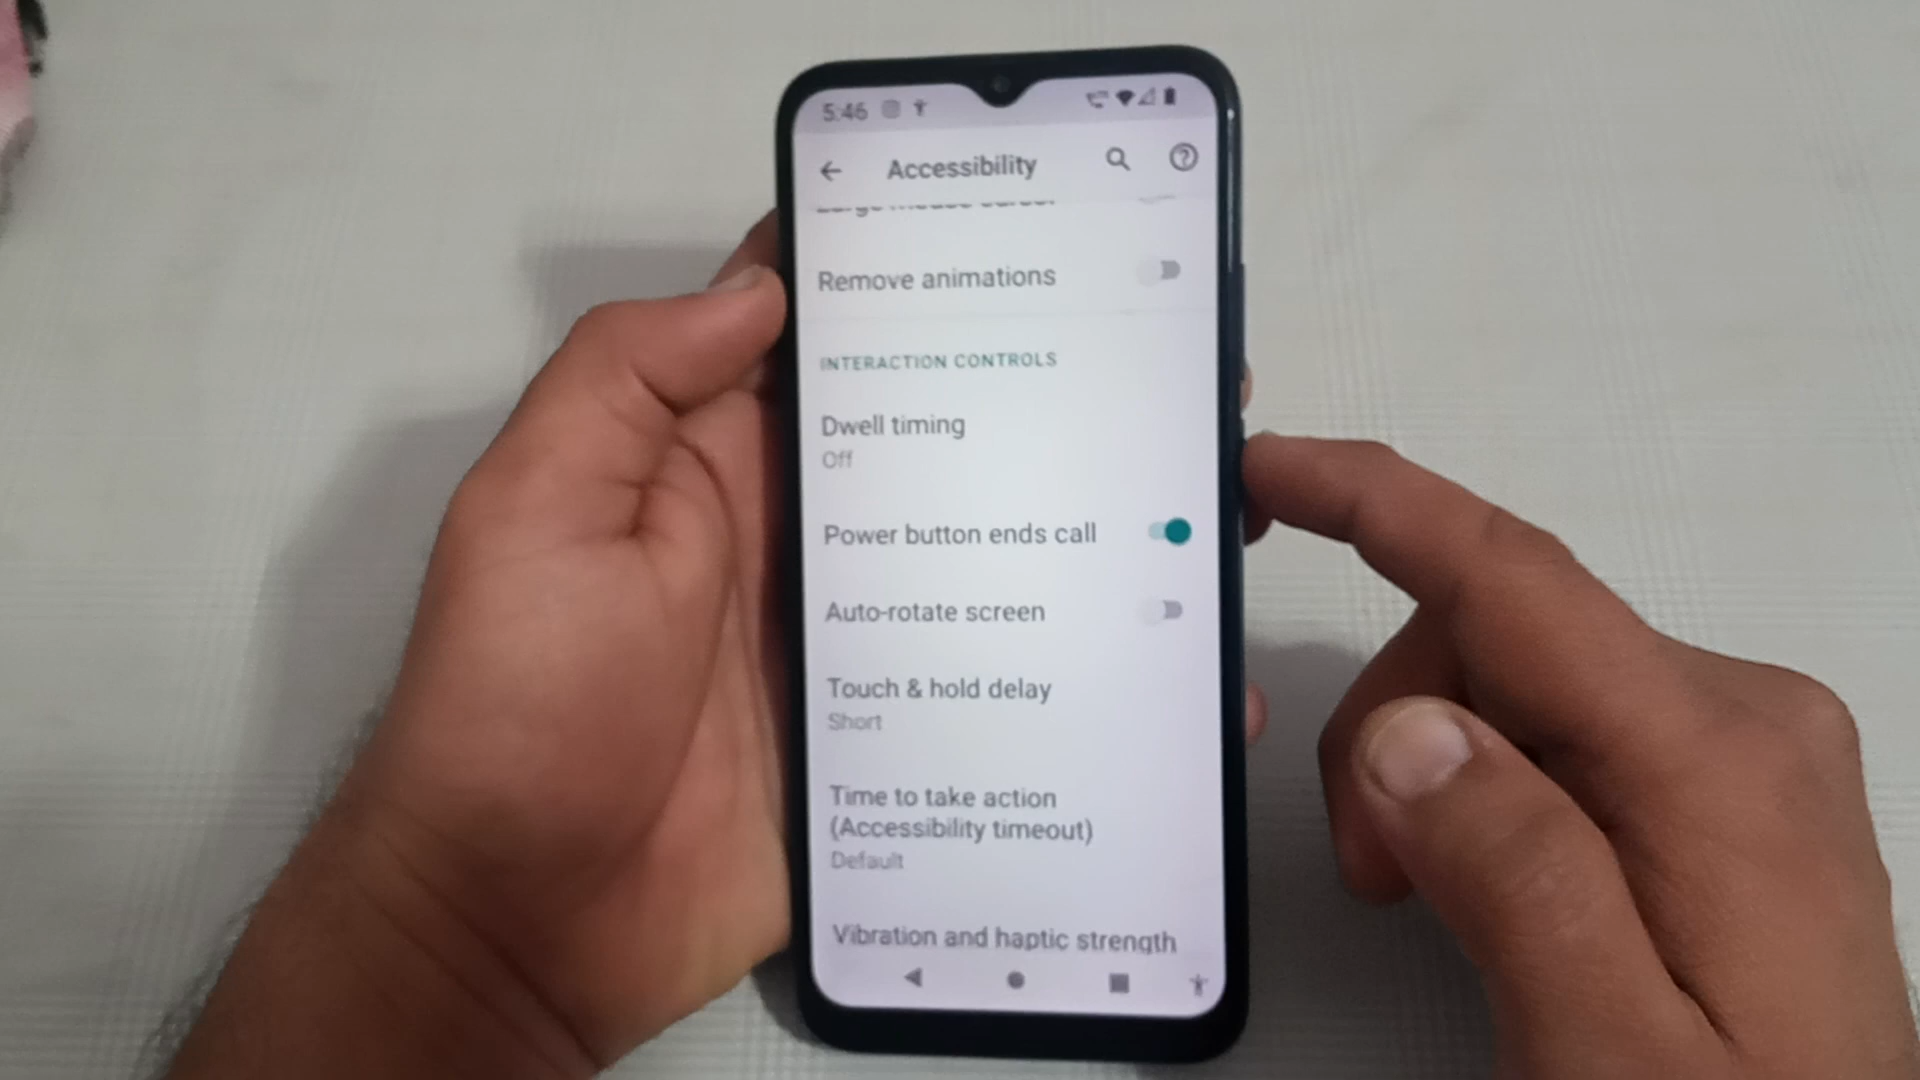 5:46
Accessibility
Remove animations
INTERACTION CONTROLS
Dwell timing
Off
Power button ends call
Auto-rotate screen
Touch & hold delay
Short
Time to take action
(Accessibility timeout)
Default
Vibration and haptic strength